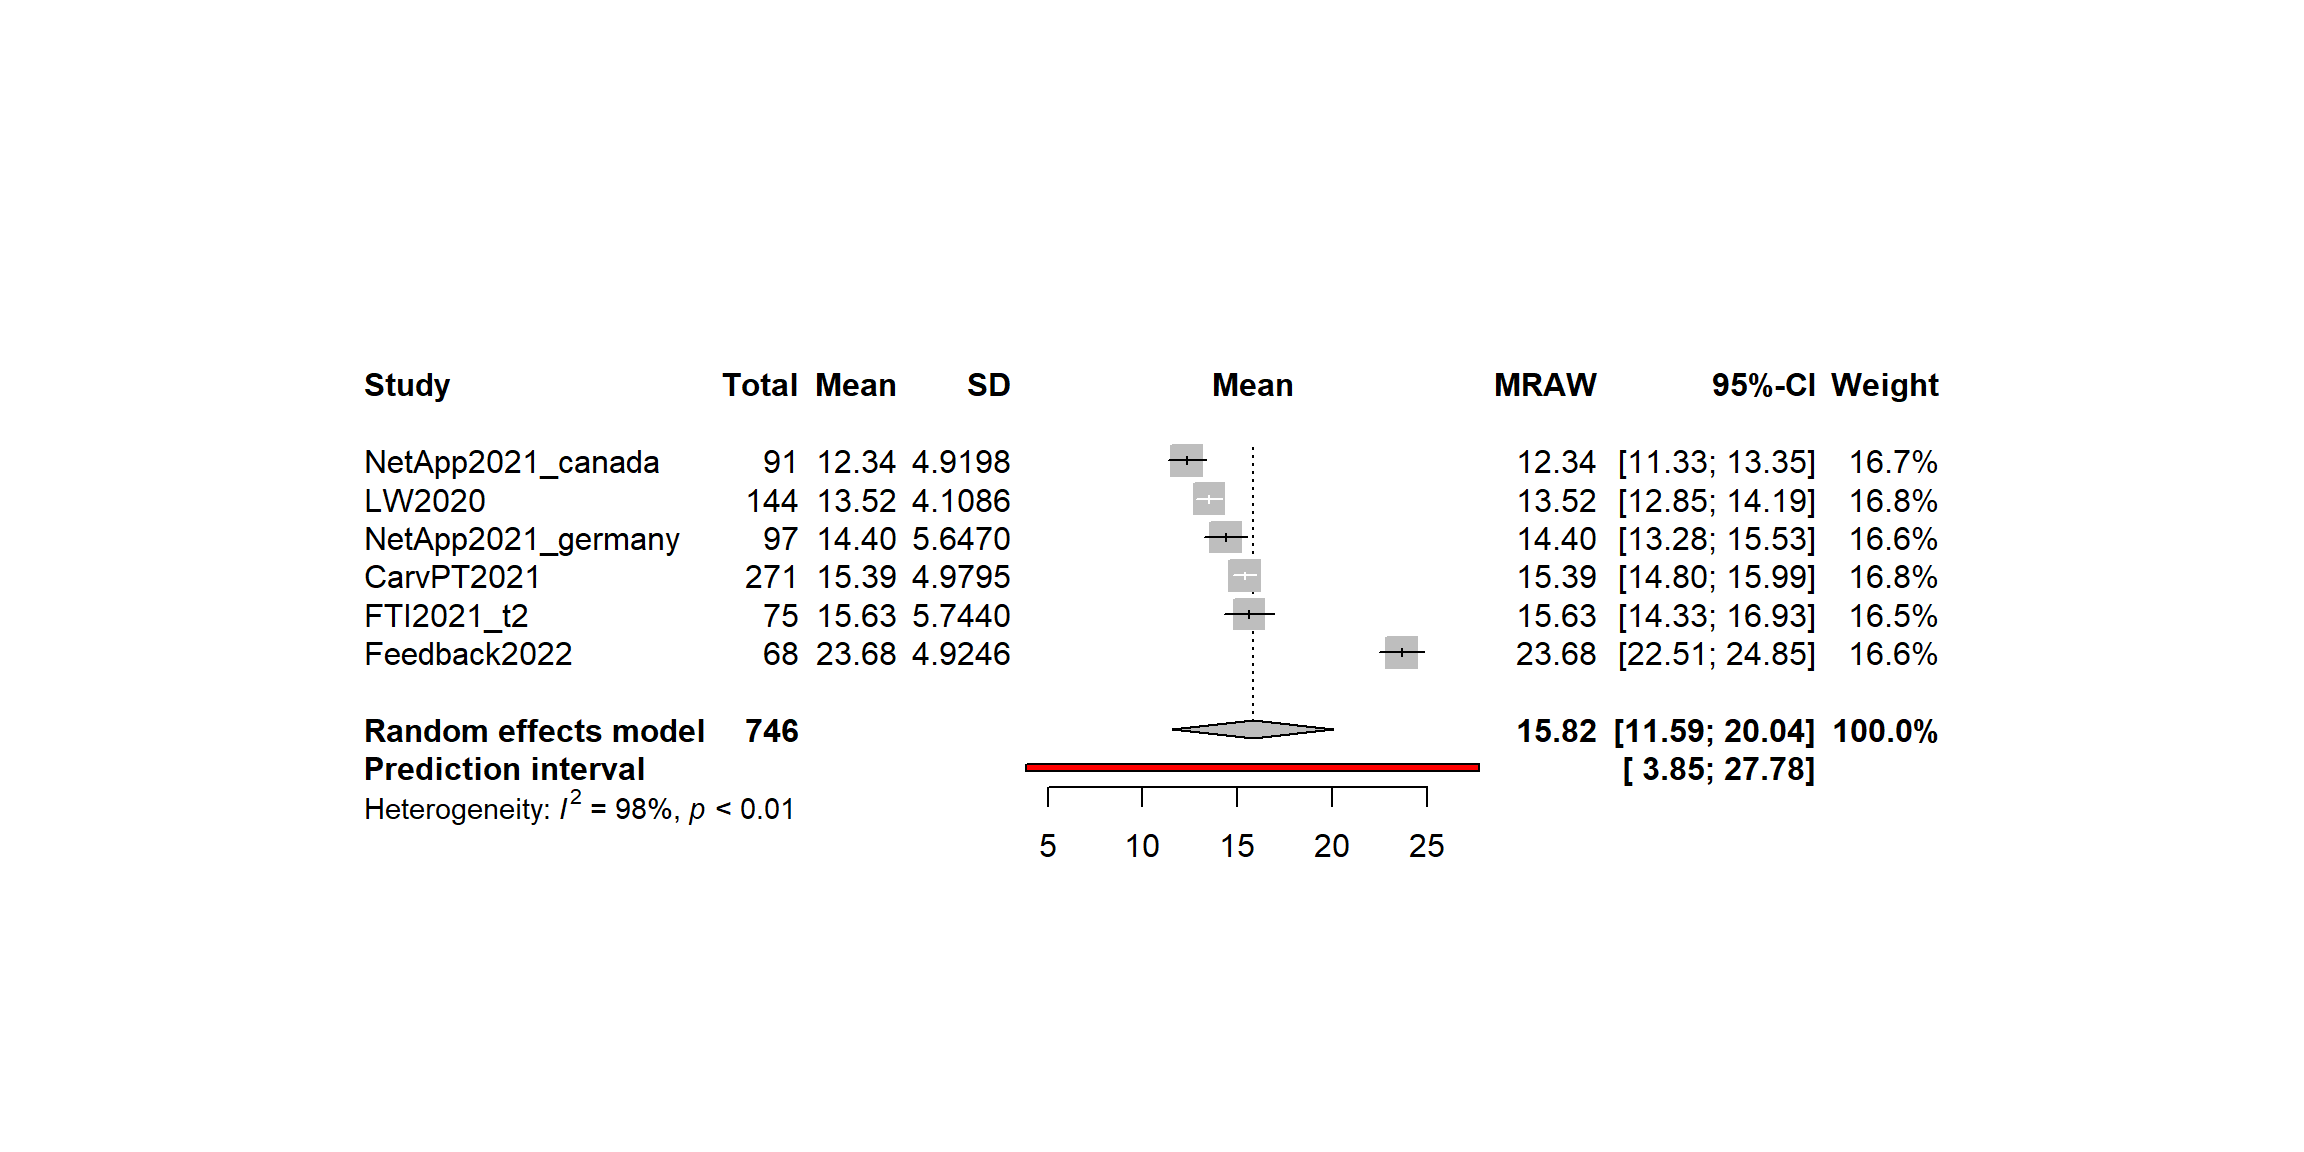 Study Total Mean SD Mean MRAW 95%-CI Weight
NetApp2021_canada 91 12.34 4.9198 12.34 [11.33; 13.35] 16.7%
LW2020 144 13.52 4.1086 13.52 [12.85; 14.19] 16.8%
NetApp2021_germany 97 14.40 5.6470 14.40 [13.28; 15.53] 16.6%
CarvPT2021 271 15.39 4.9795 15.39 [14.80; 15.99] 16.8%
FTI2021_t2 75 15.63 5.7440 15.63 [14.33; 16.93] 16.5%
Feedback2022 68 23.68 4.9246 23.68 [22.51; 24.85] 16.6%
Random effects model 746 15.82 [11.59; 20.04] 100.0%
Prediction interval [ 3.85; 27.78]
Heterogeneity: I² = 98%, p < 0.01
5 10 15 20 25